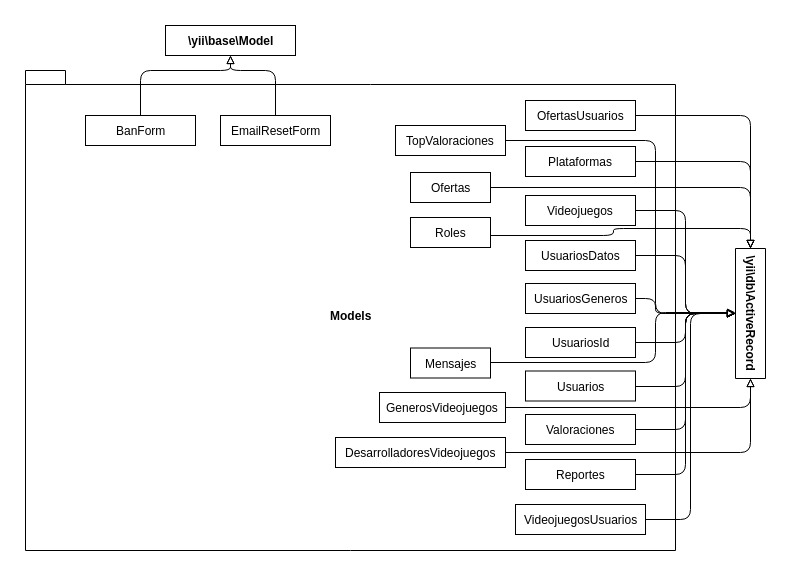 \yii\base\Model
BanForm
EmailResetForm
OfertasUsuarios
TopValoraciones
Plataformas
Ofertas
Videojuegos
Roles
UsuariosDatos
UsuariosGeneros
\yii\db\ActiveRecord
Models
UsuariosId
Mensajes
Usuarios
GenerosVideojuegos
Valoraciones
DesarrolladoresVideojuegos
Reportes
VideojuegosUsuarios